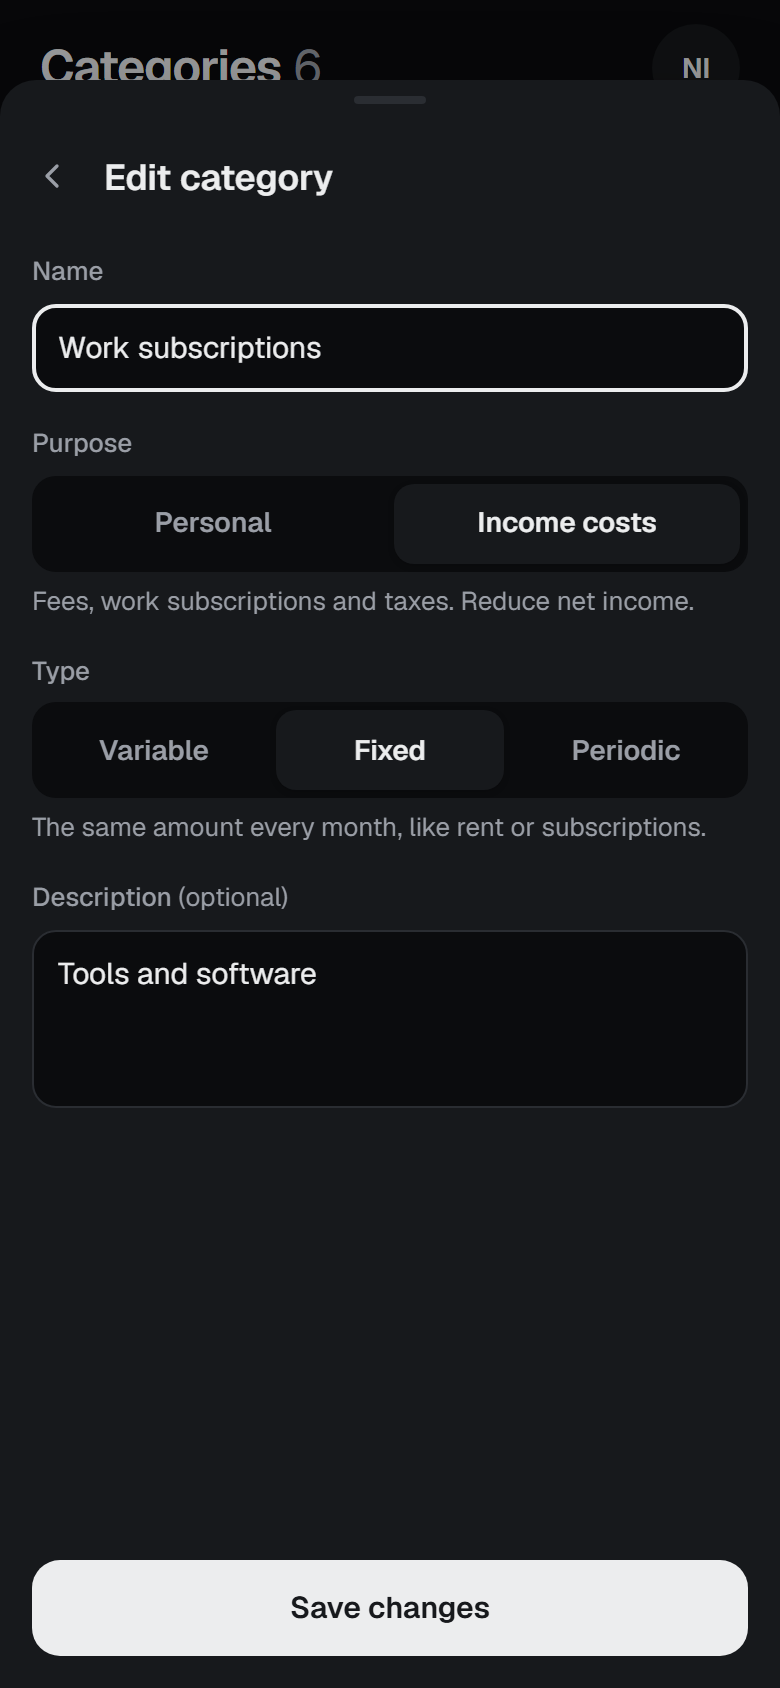 Categories 6
NI
Edit category
Name
Work subscriptions
Purpose
Personal
Income costs
Fees, work subscriptions and taxes. Reduce net income.
Type
Variable
Fixed
Periodic
The same amount every month, like rent or subscriptions.
Description (optional)
Tools and software
Save changes